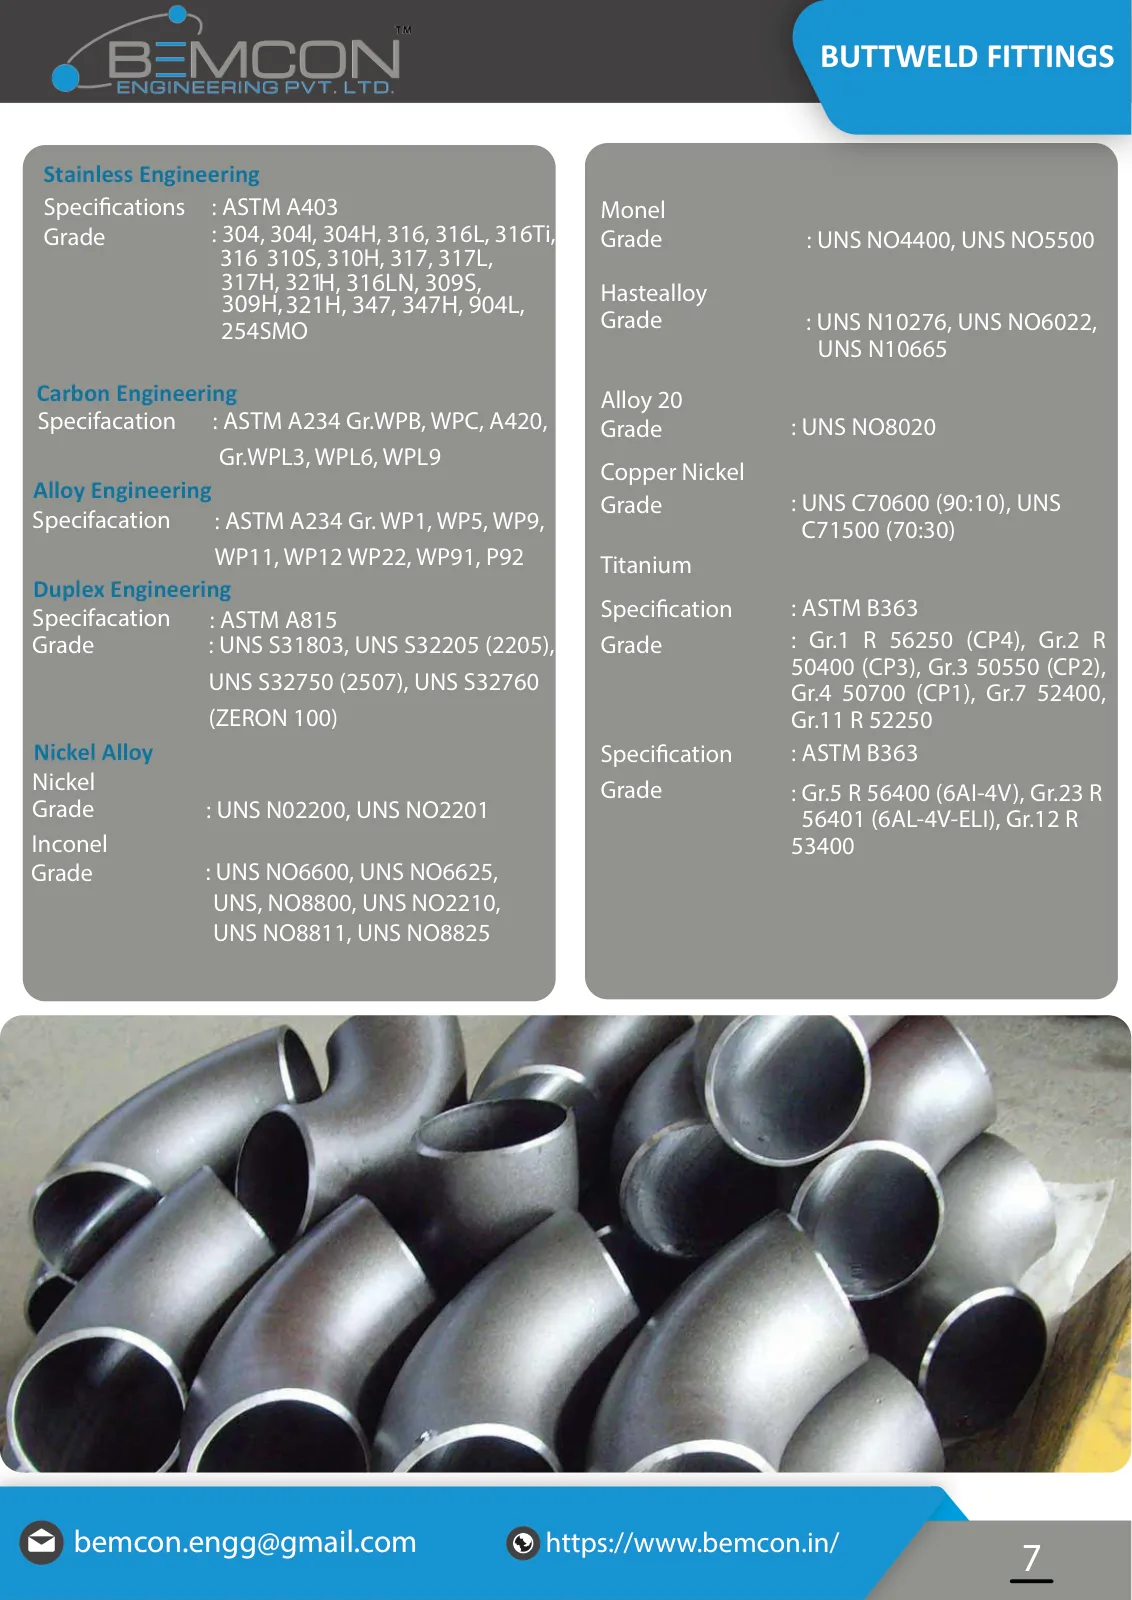 BEMCON
TM
ENGINEERING PVT. LTD.
BUTTWELD FITTINGS
Stainless Engineering
Specifications : ASTM A403
Grade : 304, 304l, 304H, 316, 316L, 316Ti,
316 310S, 310H, 317, 317L,
317H, 321H, 316LN, 309S,
309H, 321H, 347, 347H, 904L,
254SMO
Carbon Engineering
Specifacation : ASTM A234 Gr.WPB, WPC, A420,
Gr.WPL3, WPL6, WPL9
Alloy Engineering
Specifacation : ASTM A234 Gr. WP1, WP5, WP9,
WP11, WP12 WP22, WP91, P92
Duplex Engineering
Specifacation : ASTM A815
Grade : UNS S31803, UNS S32205 (2205),
UNS S32750 (2507), UNS S32760
(ZERON 100)
Nickel Alloy
Nickel
Grade : UNS N02200, UNS NO2201
Inconel
Grade : UNS NO6600, UNS NO6625,
UNS, NO8800, UNS NO2210,
UNS NO8811, UNS NO8825
Monel
Grade : UNS NO4400, UNS NO5500
Hastealloy
Grade : UNS N10276, UNS NO6022,
UNS N10665
Alloy 20
Grade : UNS NO8020
Copper Nickel
Grade : UNS C70600 (90:10), UNS
C71500 (70:30)
Titanium
Specification : ASTM B363
Grade : Gr.1 R 56250 (CP4), Gr.2 R
50400 (CP3), Gr.3 50550 (CP2),
Gr.4 50700 (CP1), Gr.7 52400,
Gr.11 R 52250
Specification : ASTM B363
Grade : Gr.5 R 56400 (6AI-4V), Gr.23 R
56401 (6AL-4V-ELI), Gr.12 R
53400
bemcon.engg@gmail.com
https://www.bemcon.in/
7